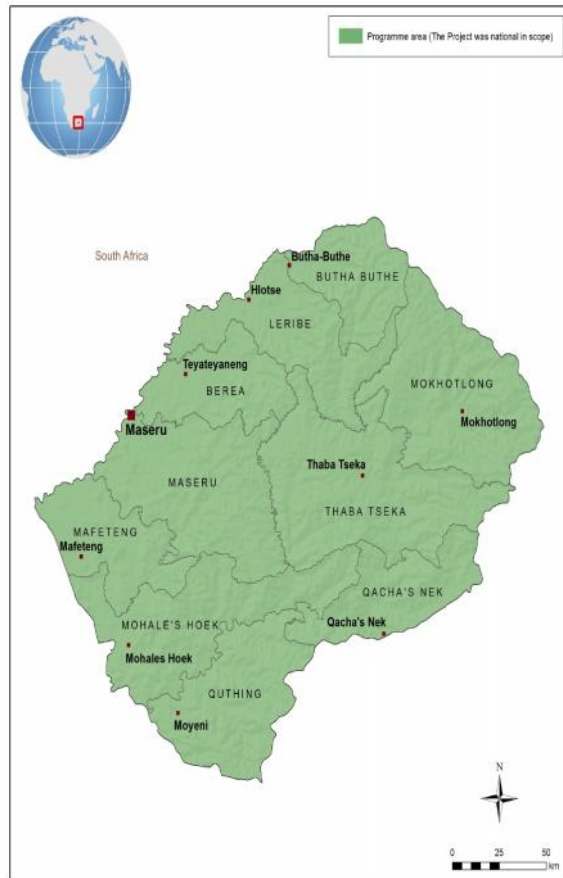 Programme area (The Project was national in scope)
South Africa
Butha-Buthe
BUTHA BUTHE
Hlotse
LERIBE
Teyateyaneng
BEREA
MOKHOTLONG
Mokhotlong
Maseru
Thaba Tseka
MASERU
THABA TSEKA
MAFETENG
Mafeteng
QACHA'S NEK
MOHALE'S HOEK
Qacha's Nek
Mohales Hoek
QUTHING
Moyeni
N
0 25 50
km